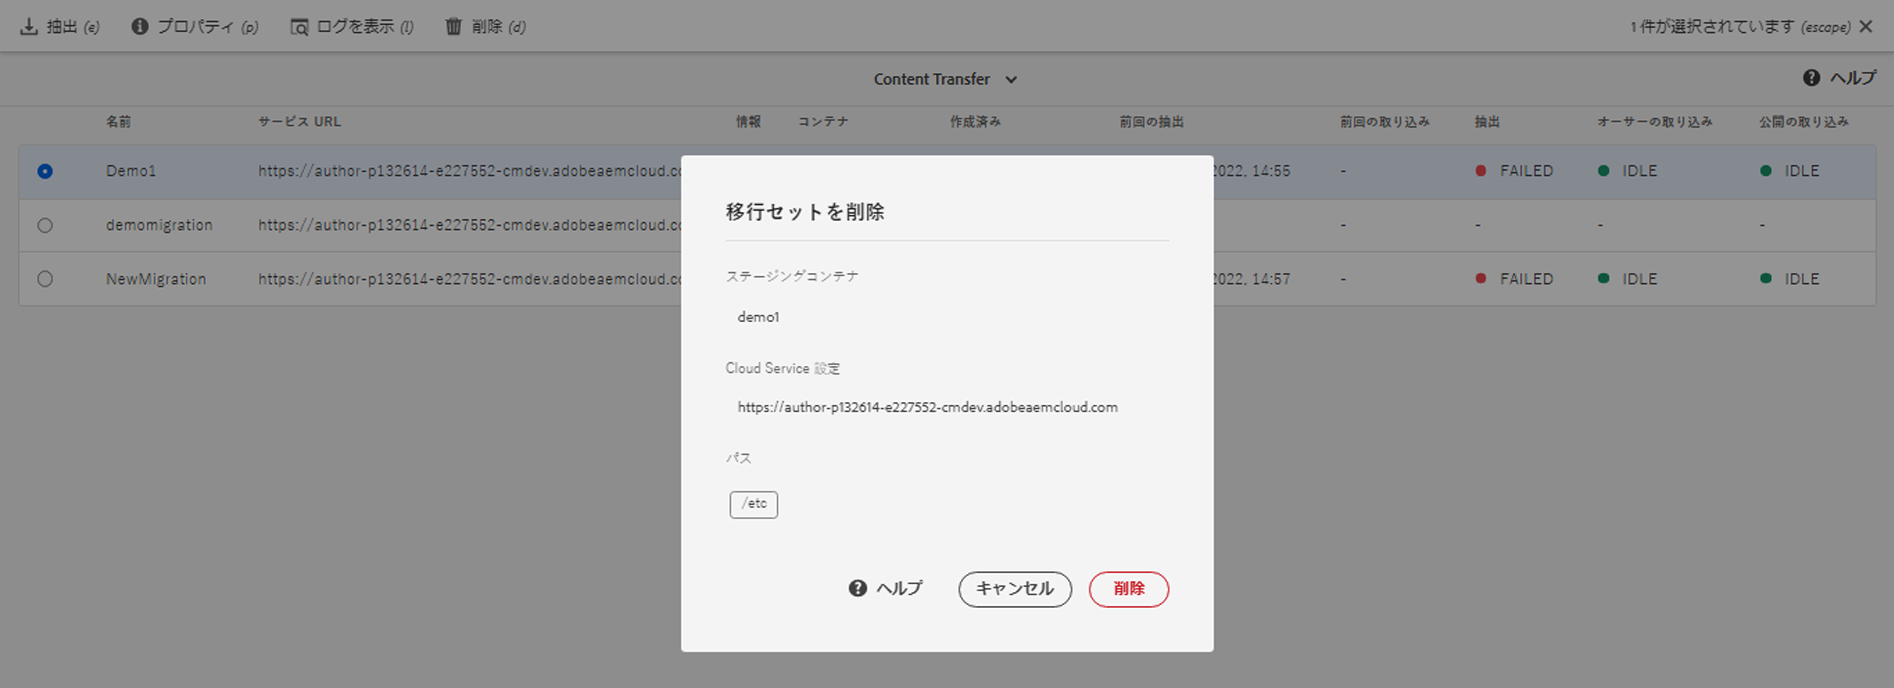 抽出 (e) プロパティ (p) ログを表示 (l) 削除 (d) 1 件が選択されています (escape)
Content Transfer ヘルプ
名前 サービス URL 情報 コンテナ 作成済み 前回の抽出 前回の取り込み 抽出 オーサーの取り込み 公開の取り込み
Demo1 https://author-p132614-e227552-cmdev.adobeaemcloud.co 2022, 14:55 - FAILED IDLE IDLE
demomigration https://author-p132614-e227552-cmdev.adobeaemcloud.co - - - -
NewMigration https://author-p132614-e227552-cmdev.adobeaemcloud.co 2022, 14:57 - FAILED IDLE IDLE
移行セットを削除
ステージングコンテナ
demo1
Cloud Service 設定
https://author-p132614-e227552-cmdev.adobeaemcloud.com
パス
/etc
ヘルプ キャンセル 削除